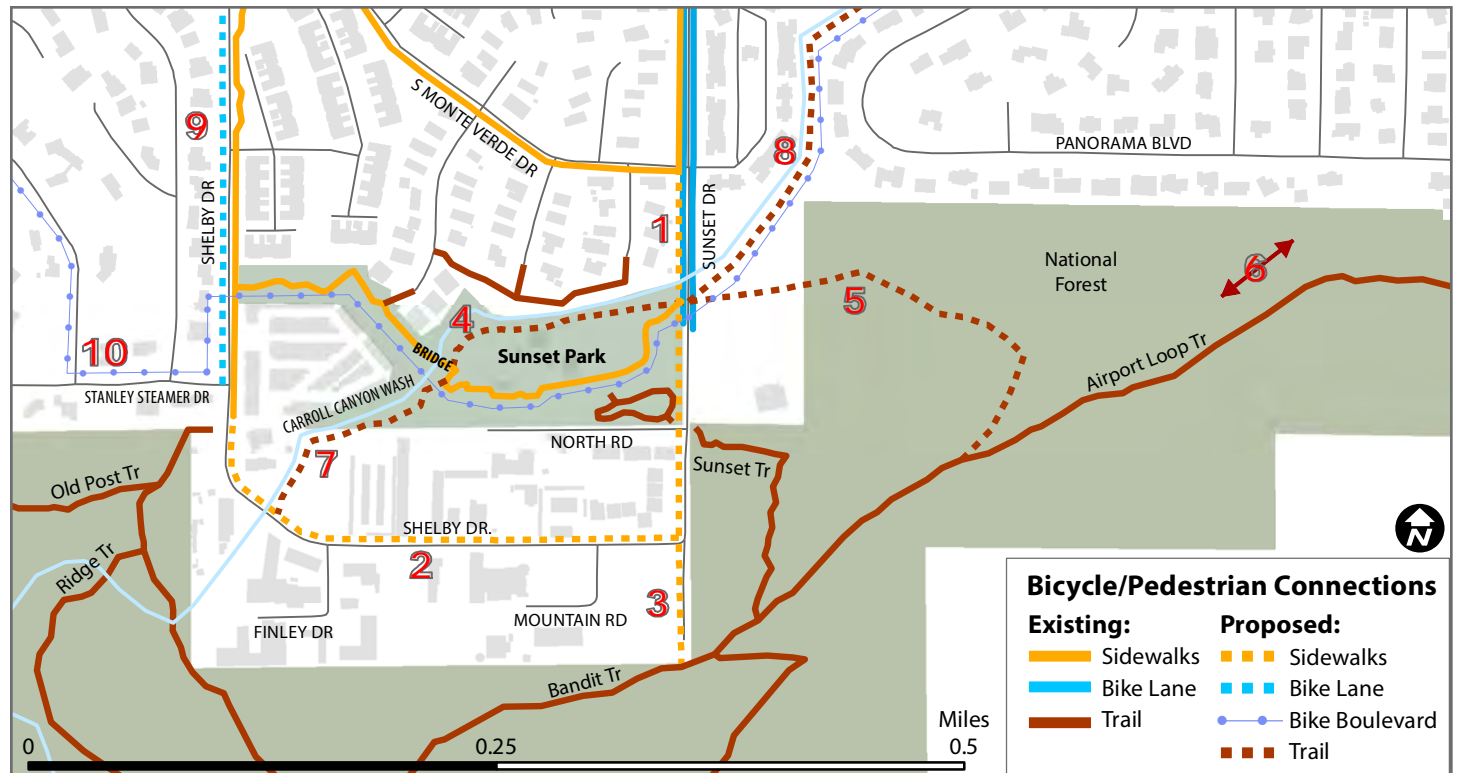 9
S MONTE VERDE DR
8
PANORAMA BLVD
SHELBY DR
1
SUNSET DR
National
Forest
6
5
4
BRIDGE
Sunset Park
10
STANLEY STEAMER DR
CARROLL CANYON WASH
Airport Loop Tr
NORTH RD
7
Sunset Tr
Old Post Tr
SHELBY DR.
2
Ridge Tr
3
FINLEY DR
MOUNTAIN RD
Bandit Tr
N
Bicycle/Pedestrian Connections
Existing: Proposed:
Sidewalks Sidewalks
Bike Lane Bike Lane
Trail Bike Boulevard
Trail
Miles
0 0.25 0.5